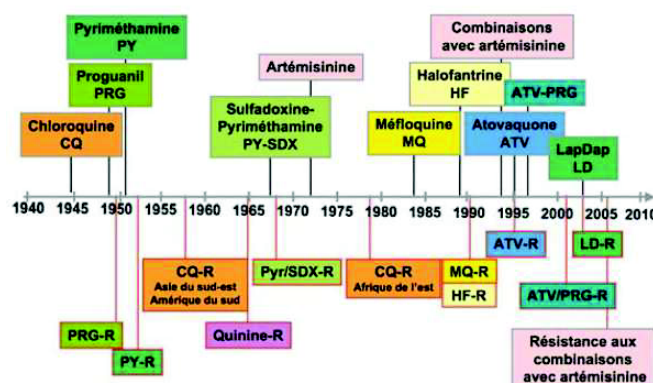 Pyriméthamine
PY
Combinaisons
avec artémisinine
Proguanil
PRG
Artémisinine
Halofantrine
HF
ATV-PRG
Chloroquine
CQ
Sulfadoxine-
Pyriméthamine
PY-SDX
Méfloquine
MQ
Atovaquone
ATV
LapDap
LD
1940 1945 1950 1955 1960 1965 1970 1975 1980 1985 1990 1995 2000 2005 2010
CQ-R
Asie du sud-est
Amérique du sud
Pyr/SDX-R
CQ-R
Afrique de l'est
MQ-R
HF-R
ATV-R
LD-R
ATV/PRG-R
PRG-R
PY-R
Quinine-R
Résistance aux
combinaisons
avec artémisinine